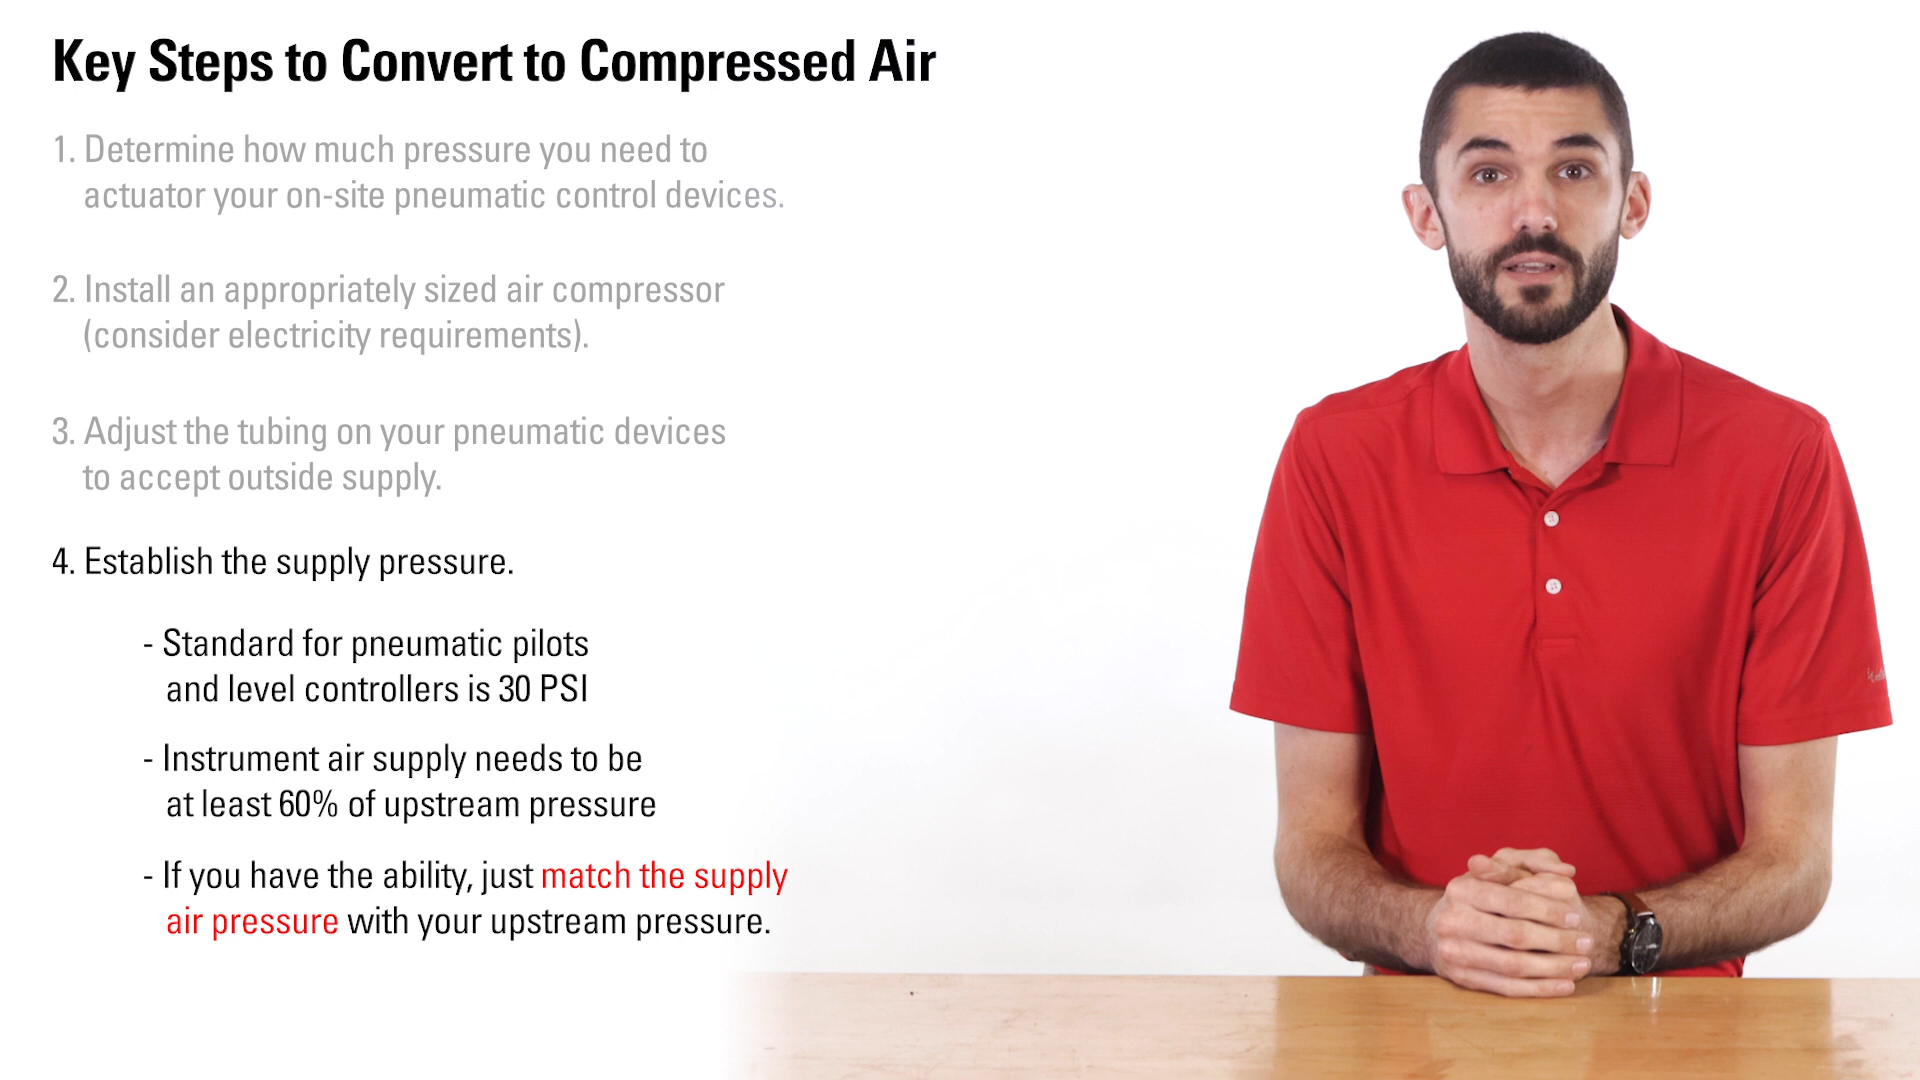 Key Steps to Convert to Compressed Air
1. Determine how much pressure you need to
actuator your on-site pneumatic control devices.
2. Install an appropriately sized air compressor
(consider electricity requirements).
3. Adjust the tubing on your pneumatic devices
to accept outside supply.
4. Establish the supply pressure.
- Standard for pneumatic pilots
and level controllers is 30 PSI
- Instrument air supply needs to be
at least 60% of upstream pressure
- If you have the ability, just match the supply
air pressure with your upstream pressure.